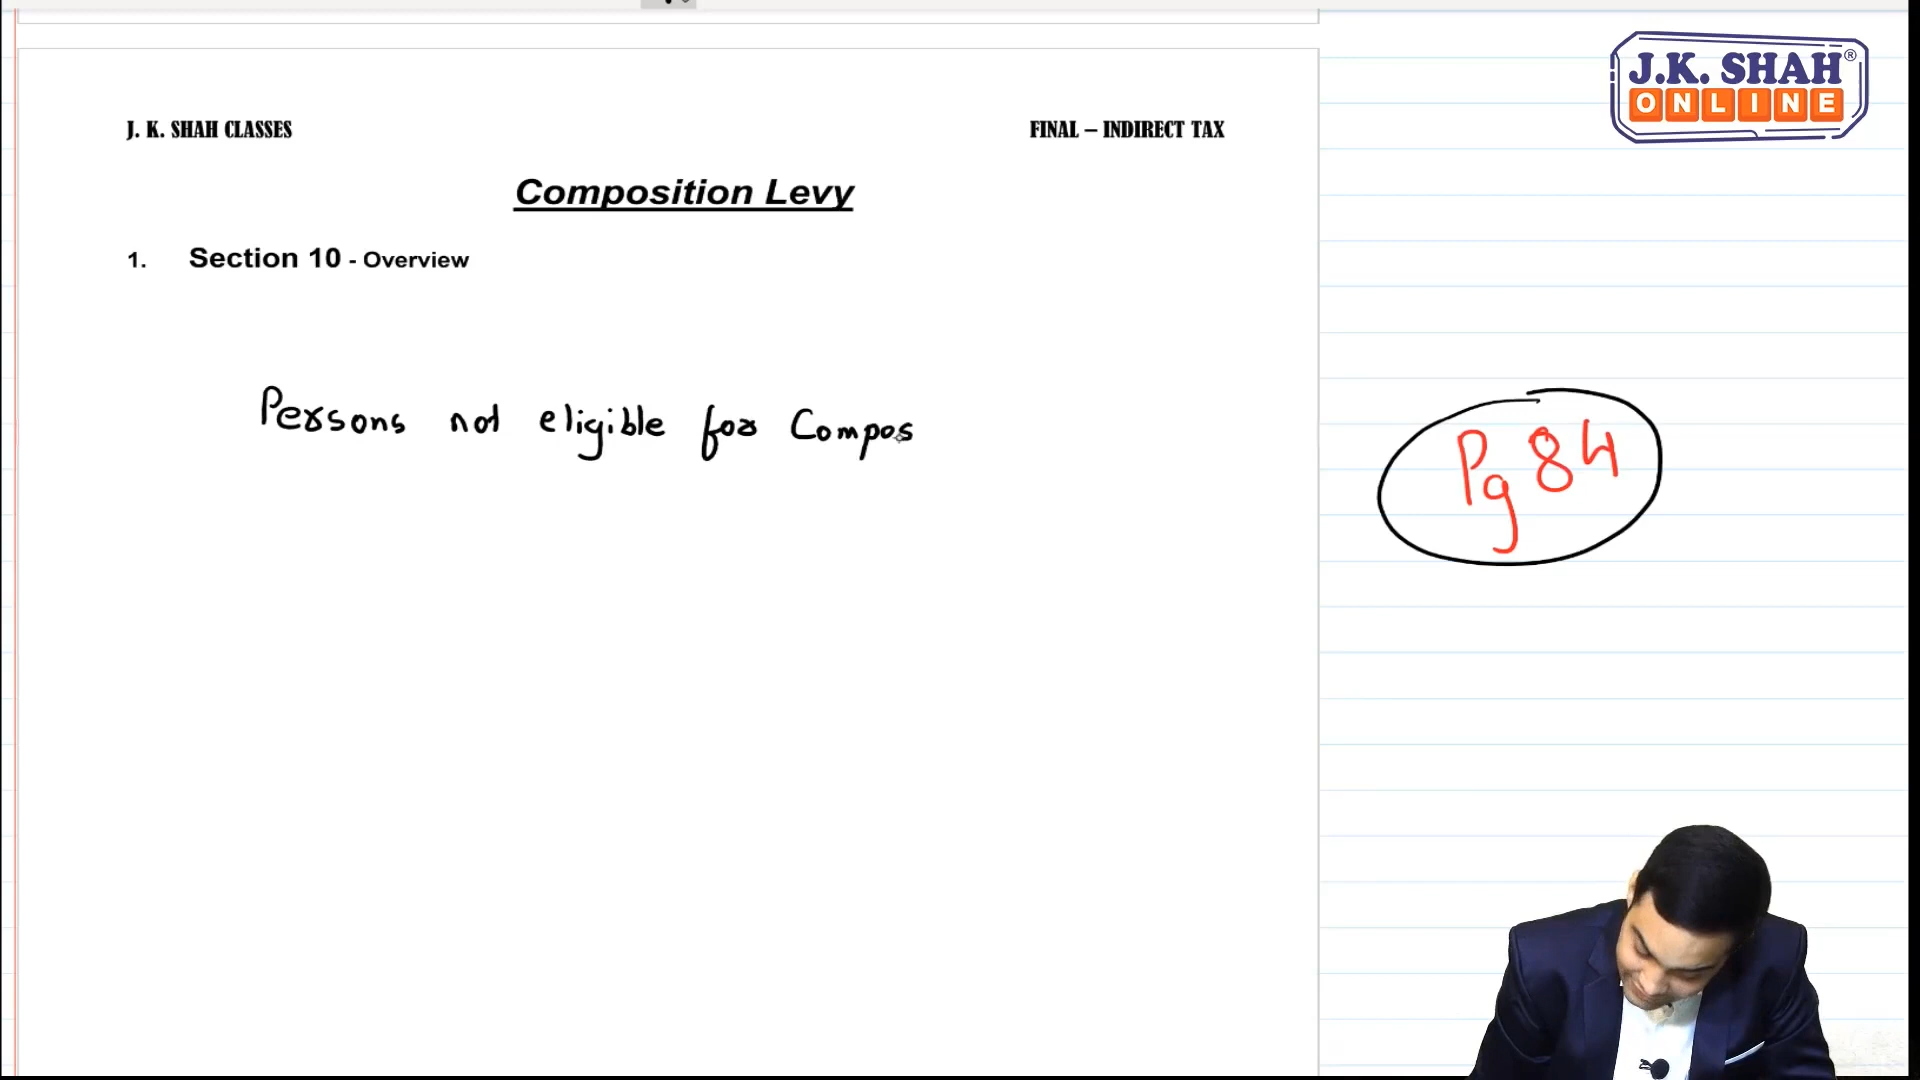 J.K. SHAH®
ONLINE
J. K. SHAH CLASSES
FINAL – INDIRECT TAX
Composition Levy
1. Section 10 - Overview
Persons not eligible for Compos
Pg 84